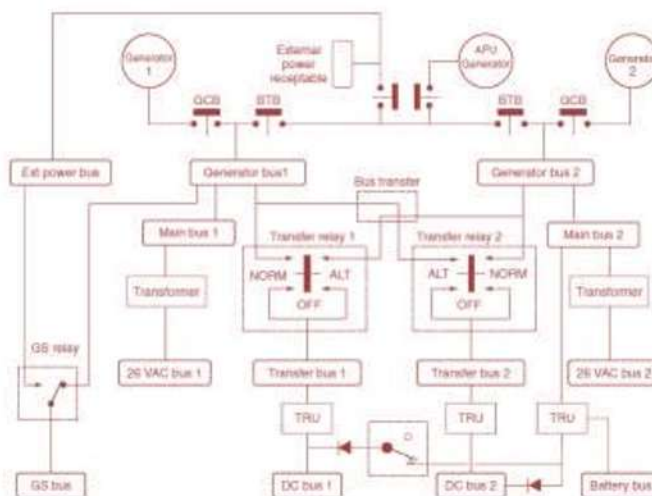 Generator
1
External
power
receptable
APU
Generator
Generator
2
GCB
BTB
BTB
GCB
Ext power bus
Generator bus1
Bus transfer
Generator bus 2
Main bus 1
Transfer relay 1
Transfer relay 2
Main bus 2
NORM
ALT
ALT
NORM
Transformer
OFF
OFF
Transformer
GS relay
26 VAC bus 1
Transfer bus 1
Transfer bus 2
26 VAC bus 2
TRU
TRU
TRU
GS bus
DC bus 1
DC bus 2
Battery bus